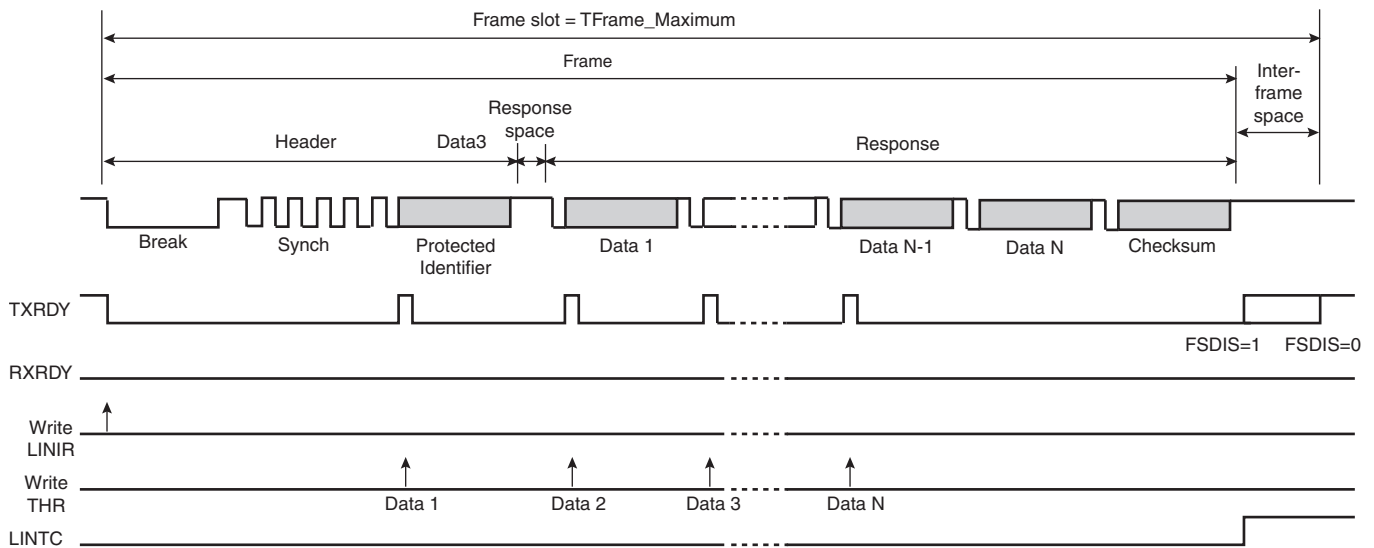 Frame slot = TFrame_Maximum
Frame
Inter-
frame
space
Response
space
Header
Data3
Response
Break
Synch
Protected
Identifier
Data 1
Data N-1
Data N
Checksum
TXRDY
FSDIS=1
FSDIS=0
RXRDY
Write
LINIR
Write
THR
Data 1
Data 2
Data 3
Data N
LINTC